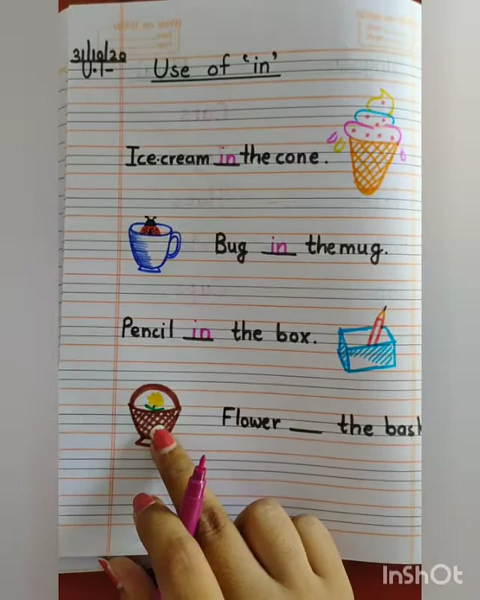 31/10/20
Use of 'in'
Ice-cream in the cone.
Bug in the mug.
Pencil in the box.
Flower ___ the bask
InShOt